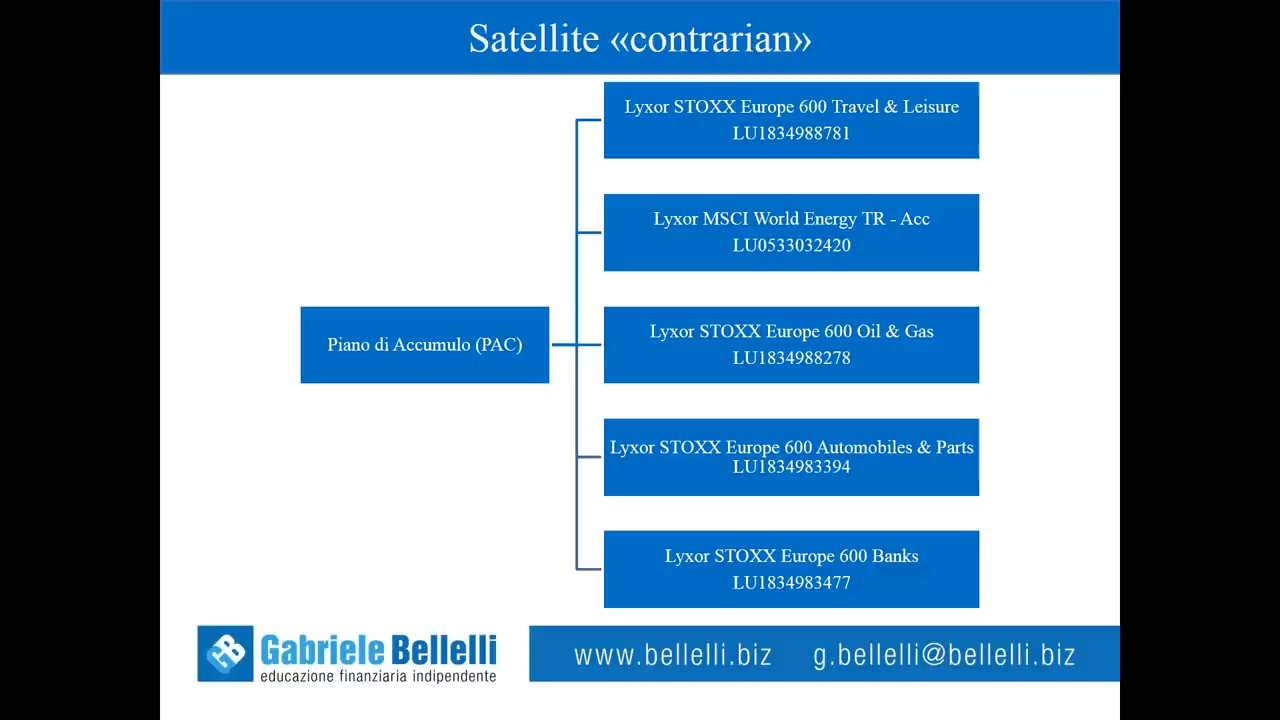 Satellite «contrarian»
Lyxor STOXX Europe 600 Travel & Leisure
LU1834988781
Lyxor MSCI World Energy TR - Acc
LU0533032420
Piano di Accumulo (PAC)
Lyxor STOXX Europe 600 Oil & Gas
LU1834988278
Lyxor STOXX Europe 600 Automobiles & Parts
LU1834983394
Lyxor STOXX Europe 600 Banks
LU1834983477
GB
Gabriele Bellelli
educazione finanziaria indipendente
www.bellelli.biz g.bellelli@bellelli.biz